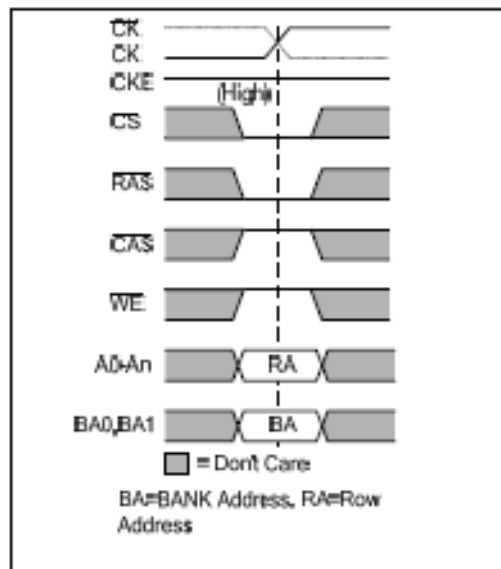 CK
CK
CKE
(High)
CS
RAS
CAS
WE
A0-An RA
BA0,BA1 BA
= Don't Care
BA=BANK Address, RA=Row
Address